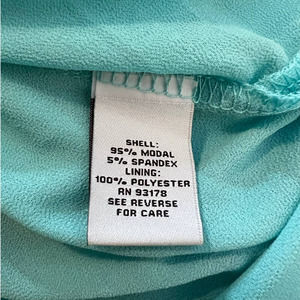 SHELL:
95% MODAL
5% SPANDEX
LINING:
100% POLYESTER
RN 93178
SEE REVERSE
FOR CARE